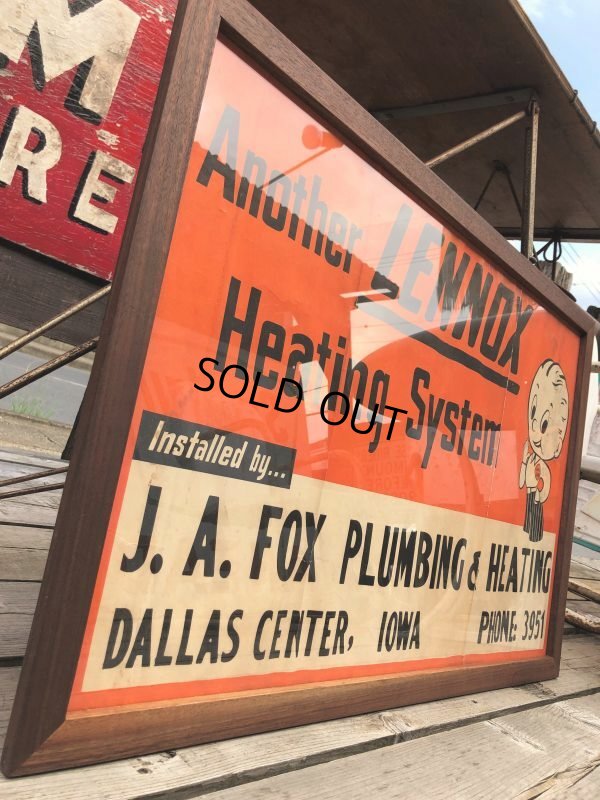 M
RE
Another LENNOX
Heating System
SOLD OUT
Installed by...
J. A. FOX PLUMBING & HEATING
DALLAS CENTER, IOWA PHONE: 3951